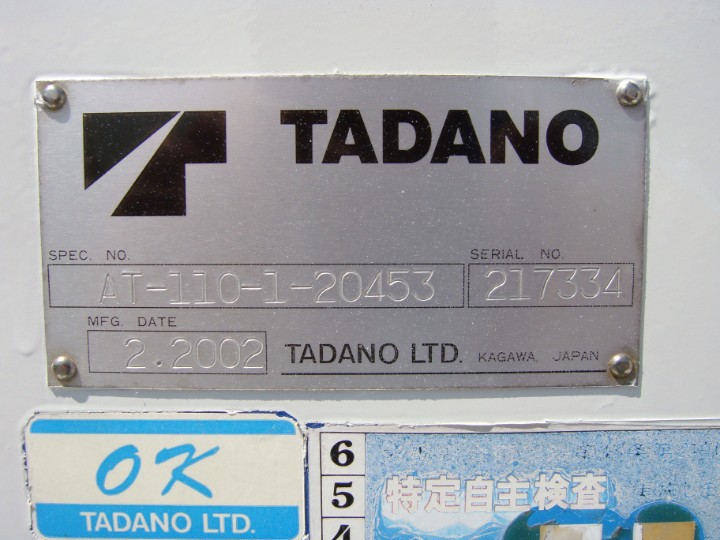 TADANO
SPEC. NO.
AT-110-1-20453
SERIAL NO.
217334
MFG. DATE
2.2002
TADANO LTD. KAGAWA, JAPAN
OK
TADANO LTD.
6
5
4
特定自主検査